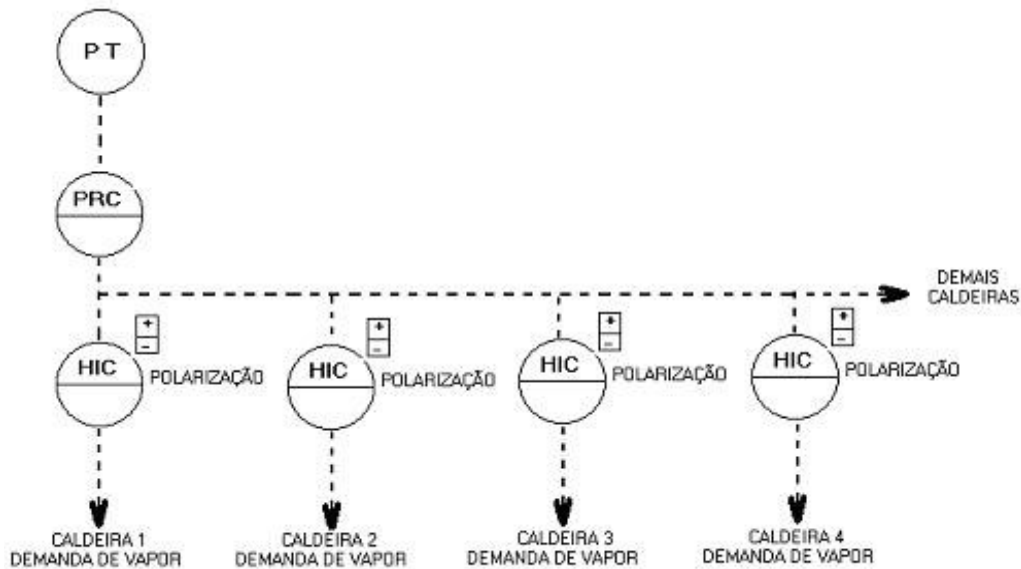 P T
PRC
DEMAIS
CALDEIRAS
+
-
HIC
POLARIZAÇÃO
+
-
HIC
POLARIZAÇÃO
+
-
HIC
POLARIZAÇÃO
+
-
HIC
POLARIZAÇÃO
CALDEIRA 1
DEMANDA DE VAPOR
CALDEIRA 2
DEMANDA DE VAPOR
CALDEIRA 3
DEMANDA DE VAPOR
CALDEIRA 4
DEMANDA DE VAPOR